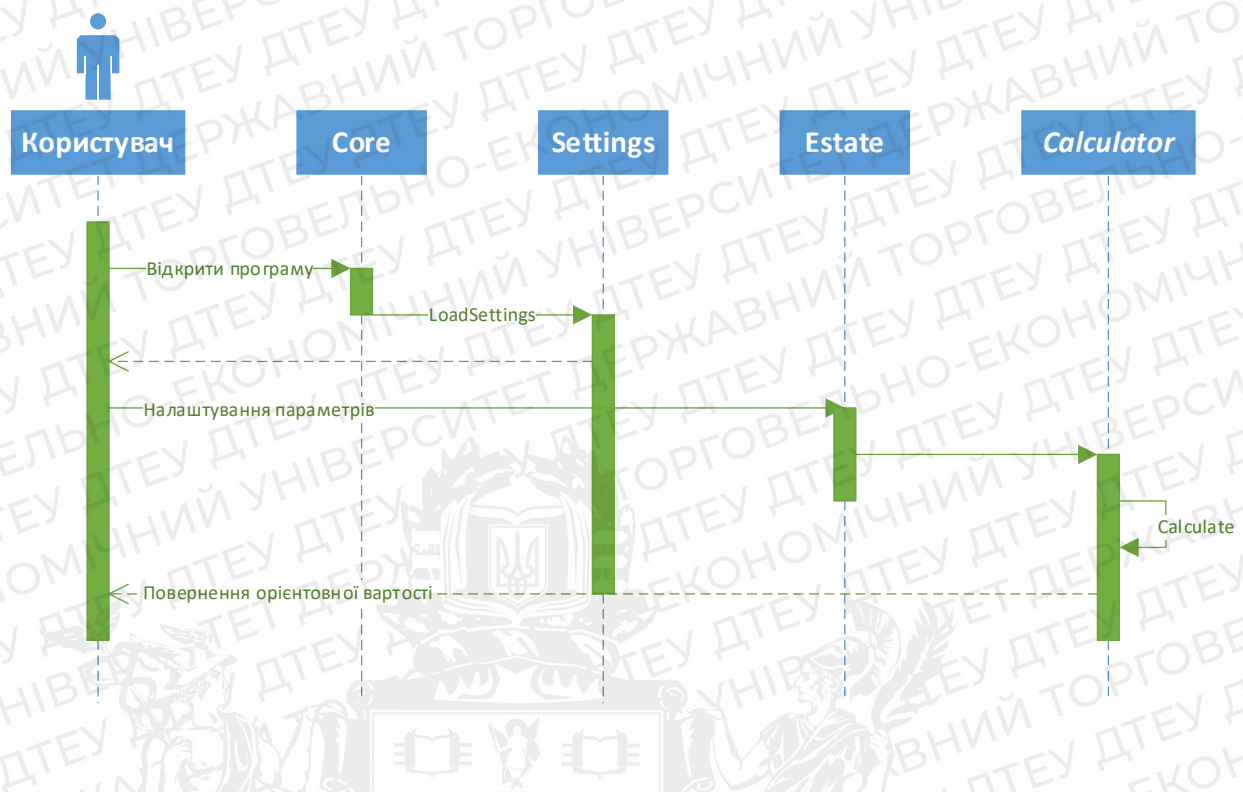 Користувач
Core
Settings
Estate
Calculator
Відкрити програму
LoadSettings
Налаштування параметрів
Calculate
Повернення орієнтовної вартості